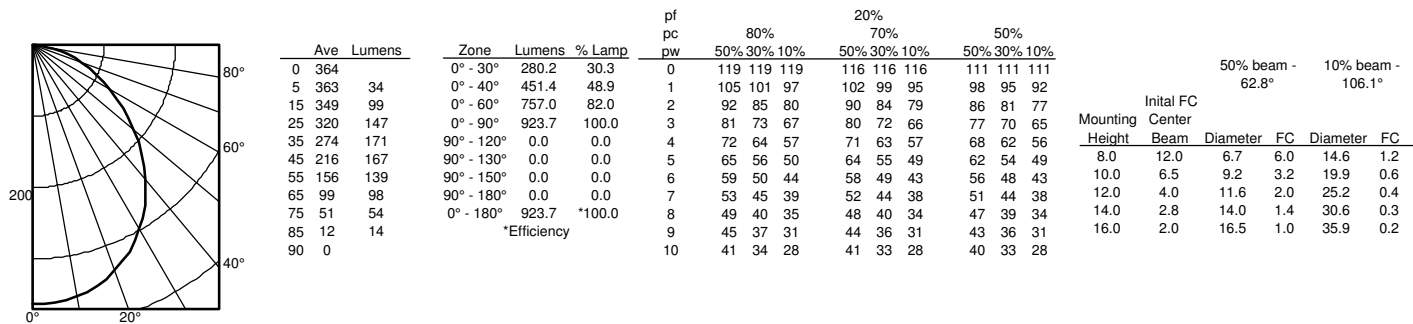 80°
60°
200
40°
0° 20°
Ave Lumens
0 364
5 363 34
15 349 99
25 320 147
35 274 171
45 216 167
55 156 139
65 99 98
75 51 54
85 12 14
90 0
Zone Lumens % Lamp
0° - 30° 280.2 30.3
0° - 40° 451.4 48.9
0° - 60° 757.0 82.0
0° - 90° 923.7 100.0
90° - 120° 0.0 0.0
90° - 130° 0.0 0.0
90° - 150° 0.0 0.0
90° - 180° 0.0 0.0
0° - 180° 923.7 *100.0
*Efficiency
pf 20%
pc 80% 70% 50%
pw 50% 30% 10% 50% 30% 10% 50% 30% 10%
0 119 119 119 116 116 116 111 111 111
1 105 101 97 102 99 95 98 95 92
2 92 85 80 90 84 79 86 81 77
3 81 73 67 80 72 66 77 70 65
4 72 64 57 71 63 57 68 62 56
5 65 56 50 64 55 49 62 54 49
6 59 50 44 58 49 43 56 48 43
7 53 45 39 52 44 38 51 44 38
8 49 40 35 48 40 34 47 39 34
9 45 37 31 44 36 31 43 36 31
10 41 34 28 41 33 28 40 33 28
50% beam - 10% beam -
62.8° 106.1°
Inital FC
Mounting Center
Height Beam Diameter FC Diameter FC
8.0 12.0 6.7 6.0 14.6 1.2
10.0 6.5 9.2 3.2 19.9 0.6
12.0 4.0 11.6 2.0 25.2 0.4
14.0 2.8 14.0 1.4 30.6 0.3
16.0 2.0 16.5 1.0 35.9 0.2